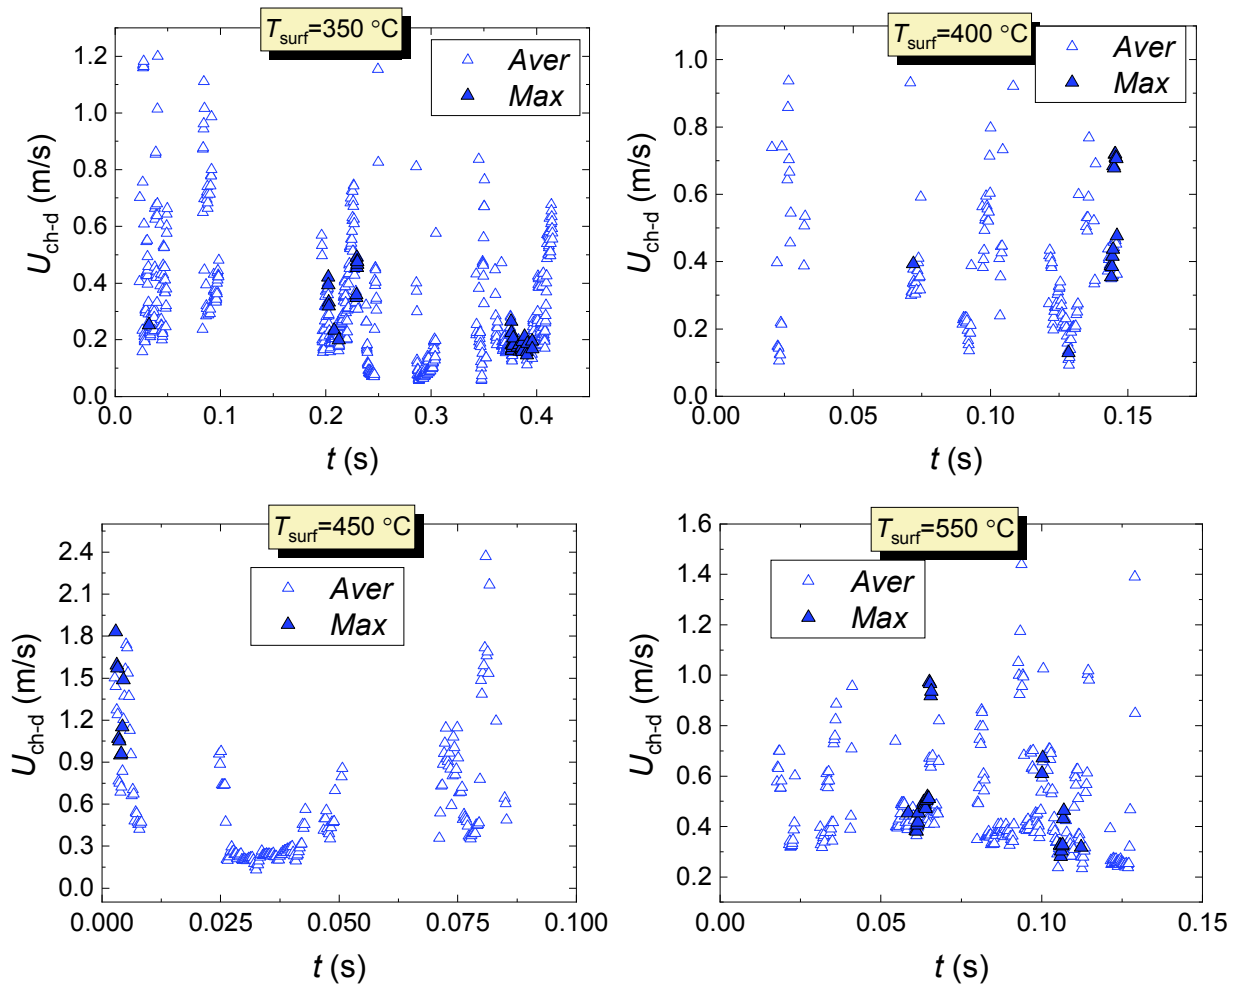 T_surf=350 °C
Aver
Max
1.2
1.0
0.8
0.6
0.4
0.2
0.0
U_ch-d (m/s)
0.0
0.1
0.2
0.3
0.4
t (s)
T_surf=400 °C
Aver
Max
1.0
0.8
0.6
0.4
0.2
0.0
U_ch-d (m/s)
0.00
0.05
0.10
0.15
t (s)
T_surf=450 °C
Aver
Max
2.4
2.1
1.8
1.5
1.2
0.9
0.6
0.3
0.0
U_ch-d (m/s)
0.000
0.025
0.050
0.075
0.100
t (s)
T_surf=550 °C
Aver
Max
1.6
1.4
1.2
1.0
0.8
0.6
0.4
0.2
U_ch-d (m/s)
0.00
0.05
0.10
0.15
t (s)